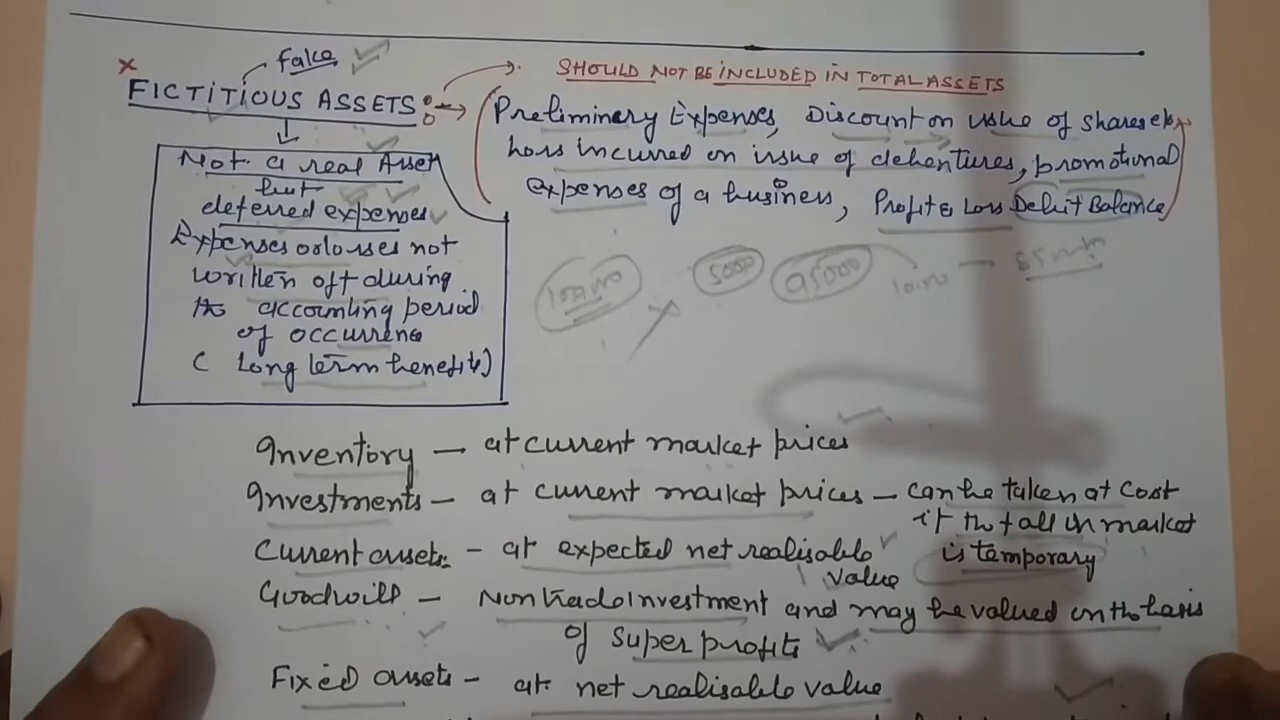 Fake
FICTITIOUS ASSETS:
SHOULD NOT BE INCLUDED IN TOTAL ASSETS
Preliminary Expenses, Discount on issue of shares etc,
loss incurred on issue of debentures, promotional
expenses of a business, Profit & Loss Debit Balance
Not a real Asset
but
deferred expenses
Expenses or losses not
written off during
the accounting period
of occurrence
( Long term benefits)
5000
95000
Inventory - at current market prices
Investments - at current market prices - can be taken at cost
if the fall in market
is temporary
Current assets - at expected net realisable
value
Goodwill - Non trade Investment and may be valued on the basis
of super profits
Fixed assets - at net realisable value